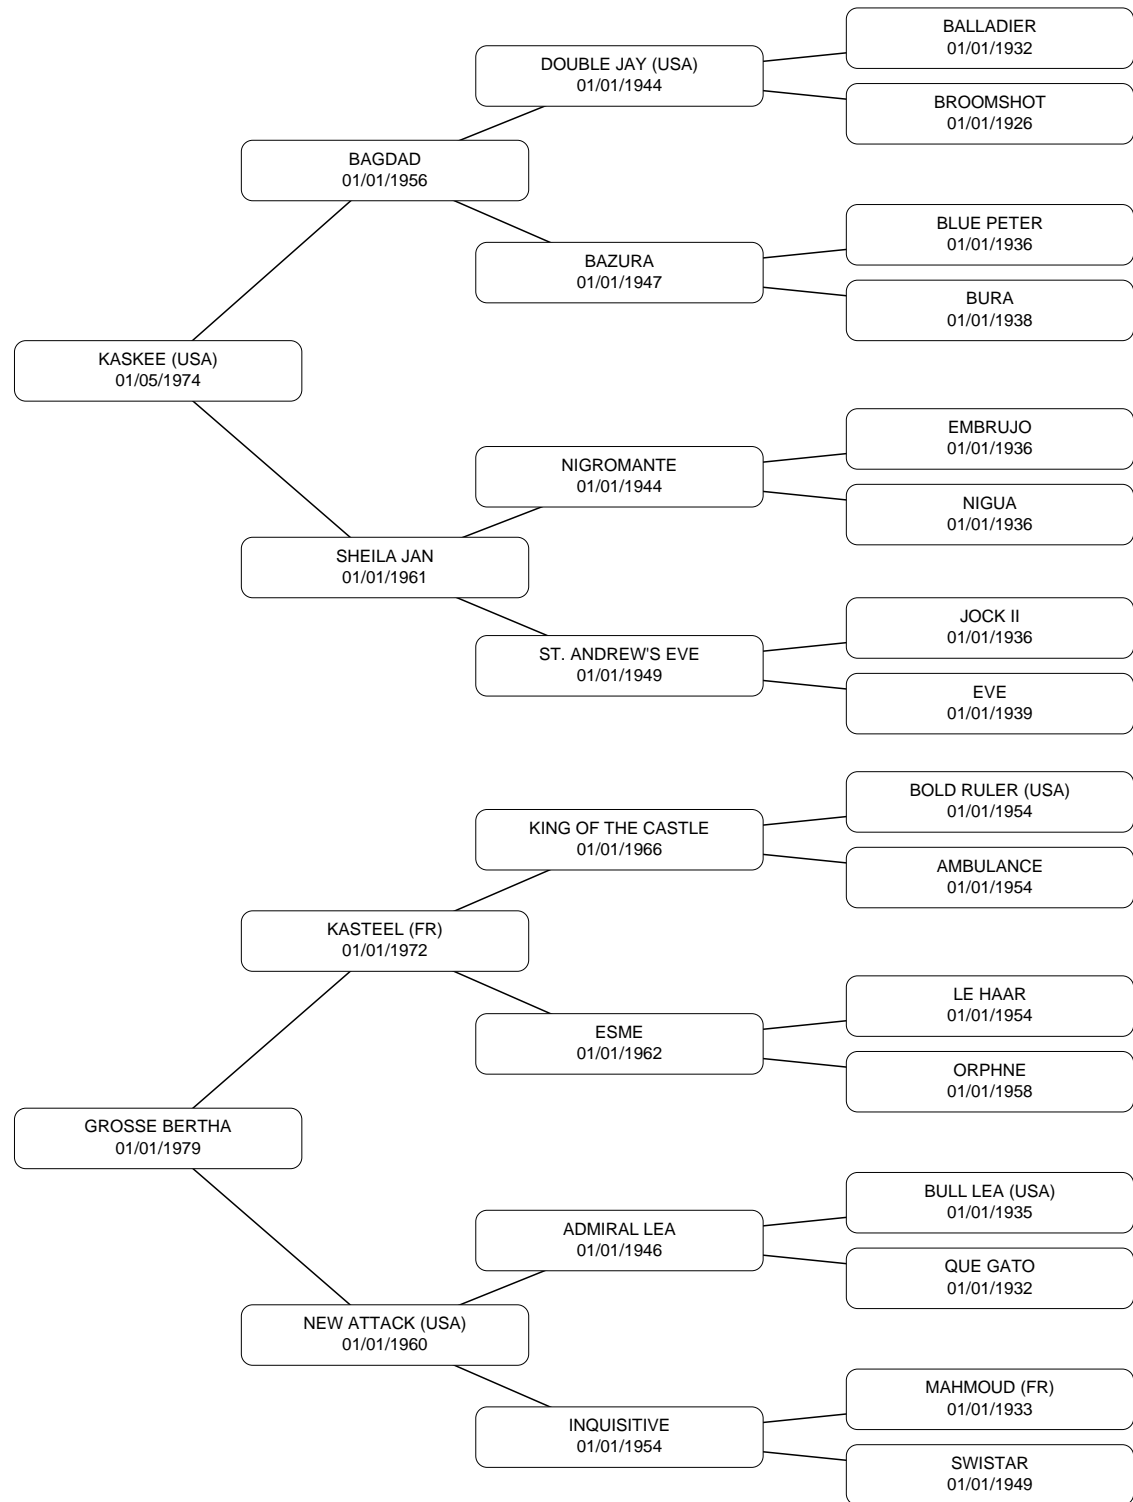 BALLADIER
01/01/1932
DOUBLE JAY (USA)
01/01/1944
BROOMSHOT
01/01/1926
BAGDAD
01/01/1956
BLUE PETER
01/01/1936
BAZURA
01/01/1947
BURA
01/01/1938
KASKEE (USA)
01/05/1974
EMBRUJO
01/01/1936
NIGROMANTE
01/01/1944
NIGUA
01/01/1936
SHEILA JAN
01/01/1961
JOCK II
01/01/1936
ST. ANDREW'S EVE
01/01/1949
EVE
01/01/1939
BOLD RULER (USA)
01/01/1954
KING OF THE CASTLE
01/01/1966
AMBULANCE
01/01/1954
KASTEEL (FR)
01/01/1972
LE HAAR
01/01/1954
ESME
01/01/1962
ORPHNE
01/01/1958
GROSSE BERTHA
01/01/1979
BULL LEA (USA)
01/01/1935
ADMIRAL LEA
01/01/1946
QUE GATO
01/01/1932
NEW ATTACK (USA)
01/01/1960
MAHMOUD (FR)
01/01/1933
INQUISITIVE
01/01/1954
SWISTAR
01/01/1949